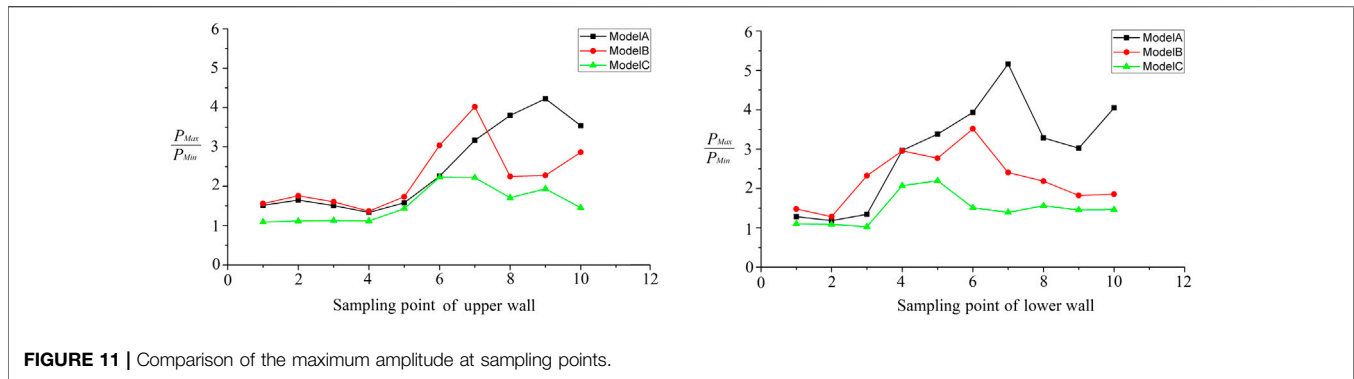 6
5
4
3
2
1
0
P_Max
P_Min
ModelA
ModelB
ModelC
0 2 4 6 8 10 12
Sampling point of upper wall
6
5
4
3
2
1
0
P_Max
P_Min
ModelA
ModelB
ModelC
0 2 4 6 8 10 12
Sampling point of lower wall
FIGURE 11 | Comparison of the maximum amplitude at sampling points.